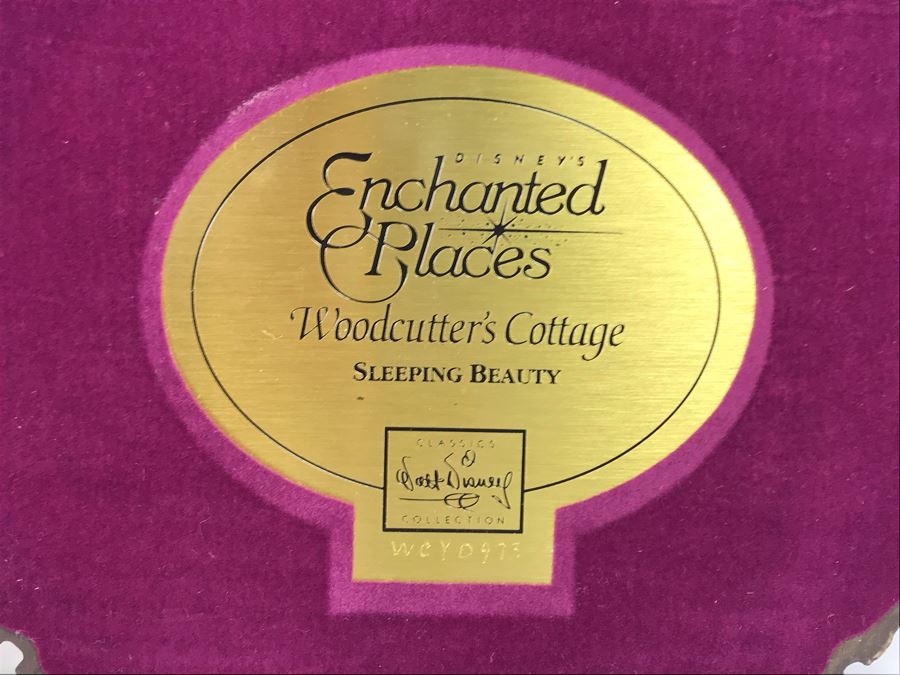 DISNEY'S
Enchanted
Places
Woodcutter's Cottage
SLEEPING BEAUTY
CLASSICS
Walt Disney
COLLECTION